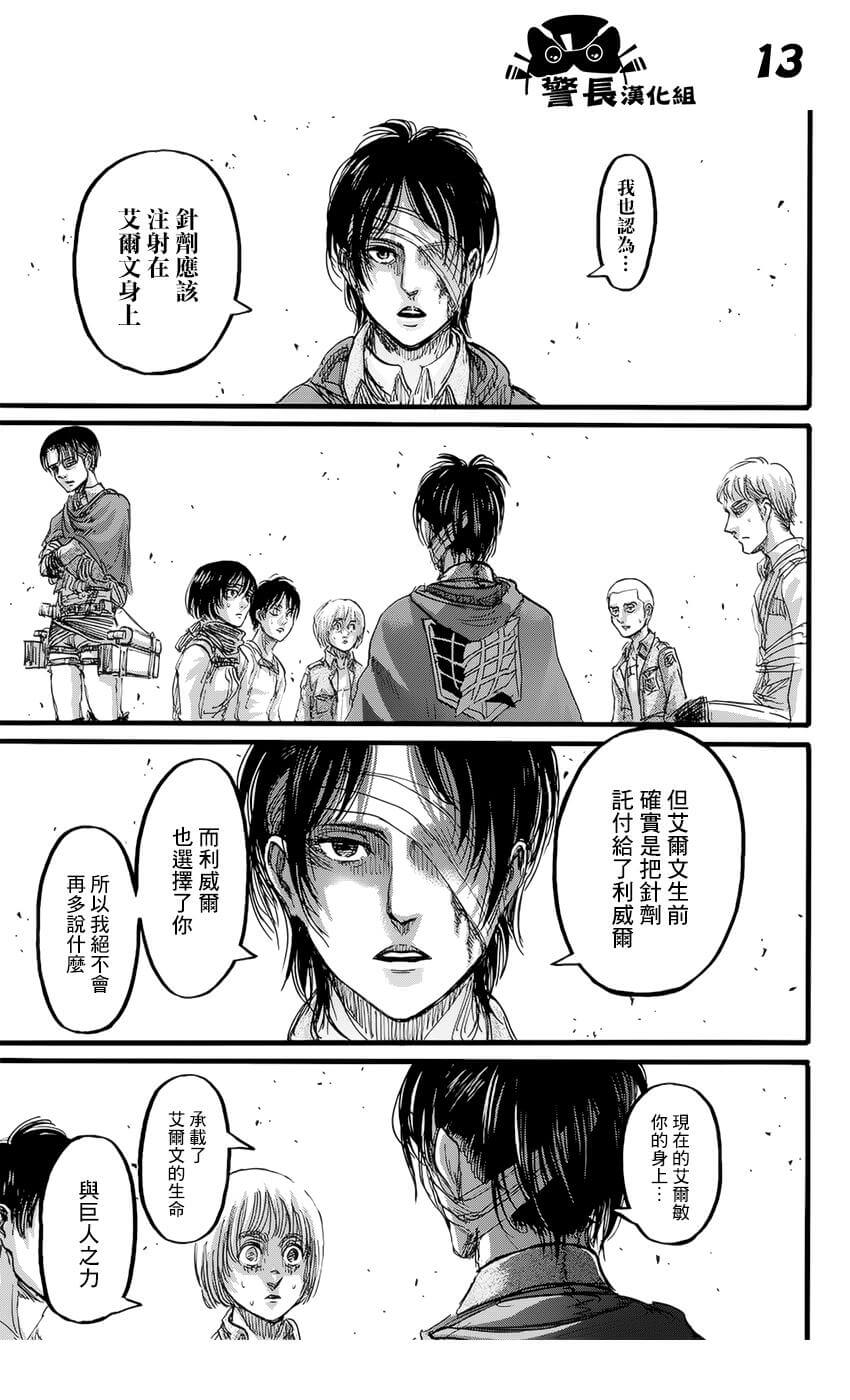 警長漢化組
13
我也認為…
針劑應該
注射在
艾爾文身上
但艾爾文生前
確實是把針劑
託付給了利威爾
而利威爾
也選擇了你
所以我絕不會
再多說什麼
現在的艾爾敏
你的身上…
承載了
艾爾文的生命
與巨人之力